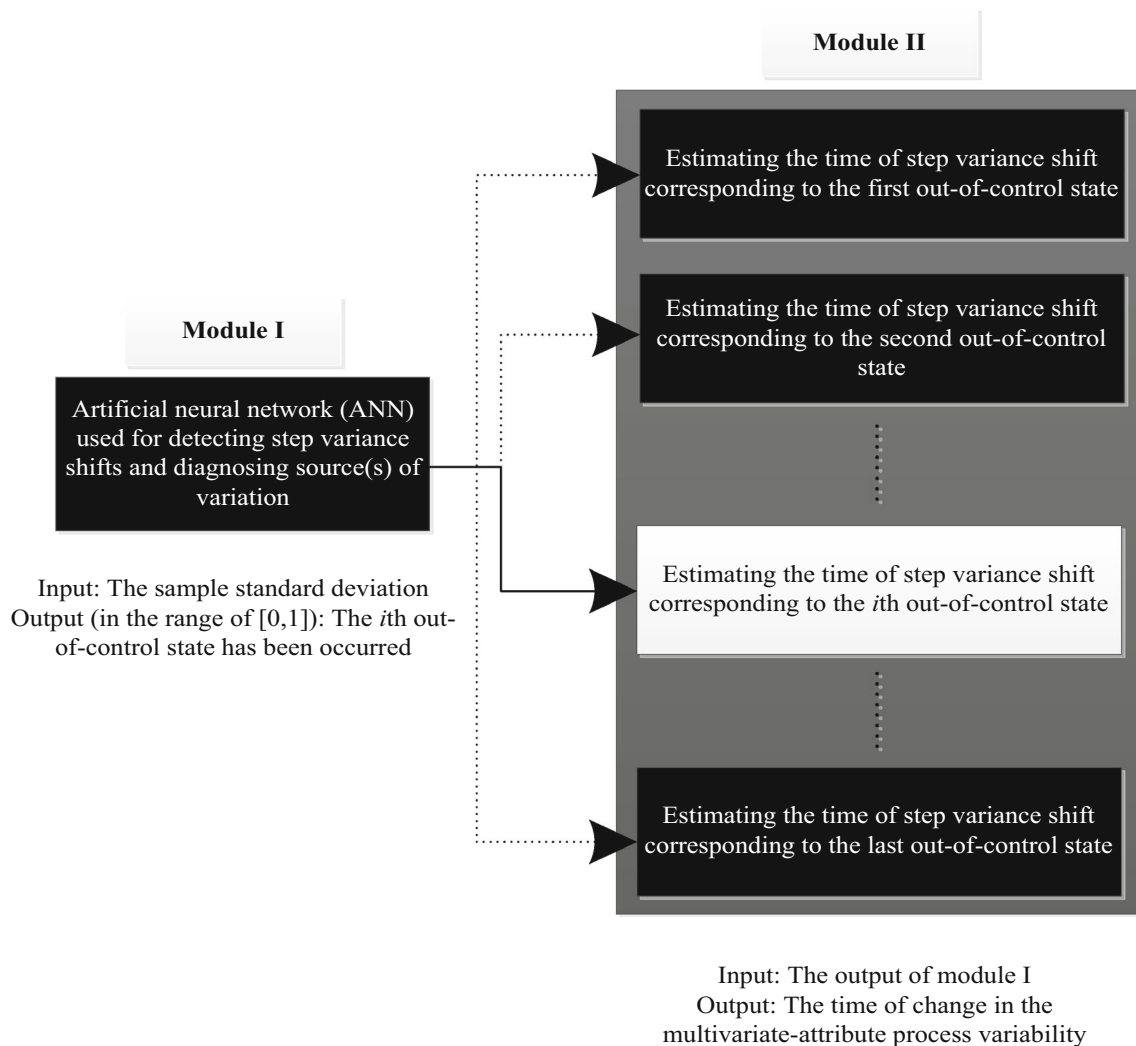 Module II
Estimating the time of step variance shift
corresponding to the first out-of-control state
Estimating the time of step variance shift
corresponding to the second out-of-control
state
Module I
Artificial neural network (ANN)
used for detecting step variance
shifts and diagnosing source(s) of
variation
Input: The sample standard deviation
Output (in the range of [0,1]): The ith out-
of-control state has been occurred
Estimating the time of step variance shift
corresponding to the ith out-of-control state
Estimating the time of step variance shift
corresponding to the last out-of-control state
Input: The output of module I
Output: The time of change in the
multivariate-attribute process variability